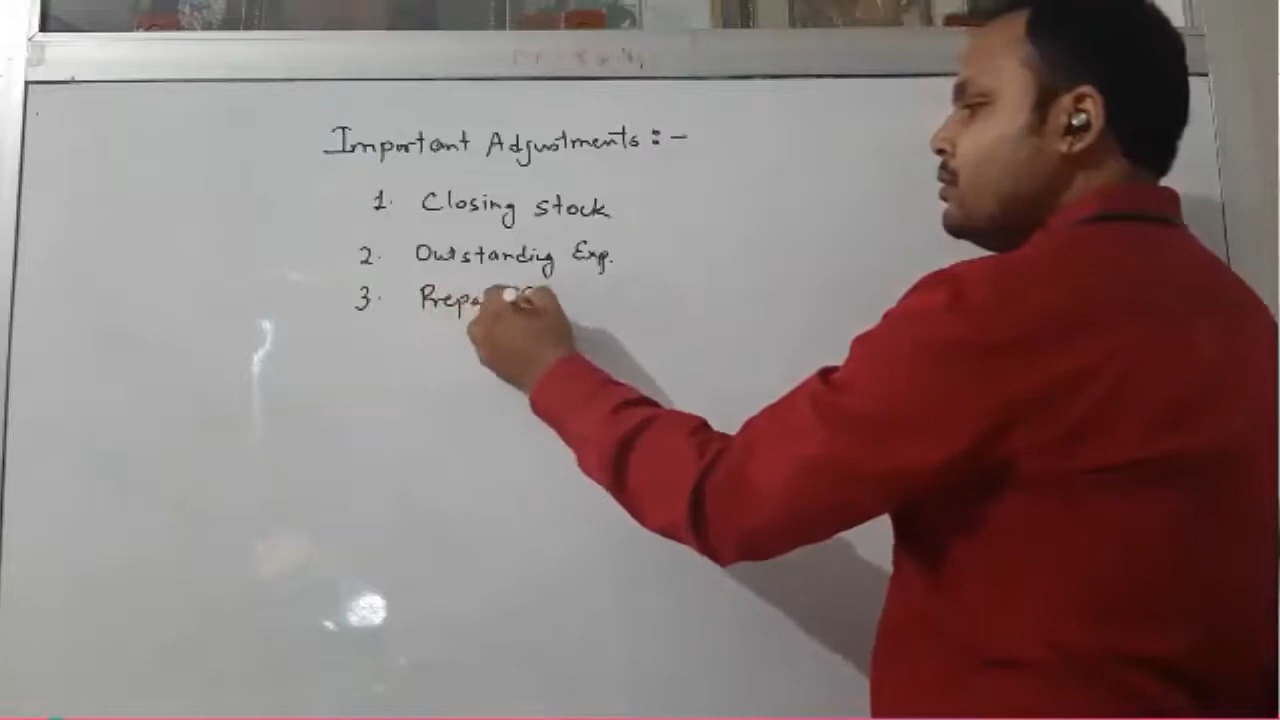 Important Adjustments :-
1. Closing stock
2. Outstanding Exp.
3. Prepa